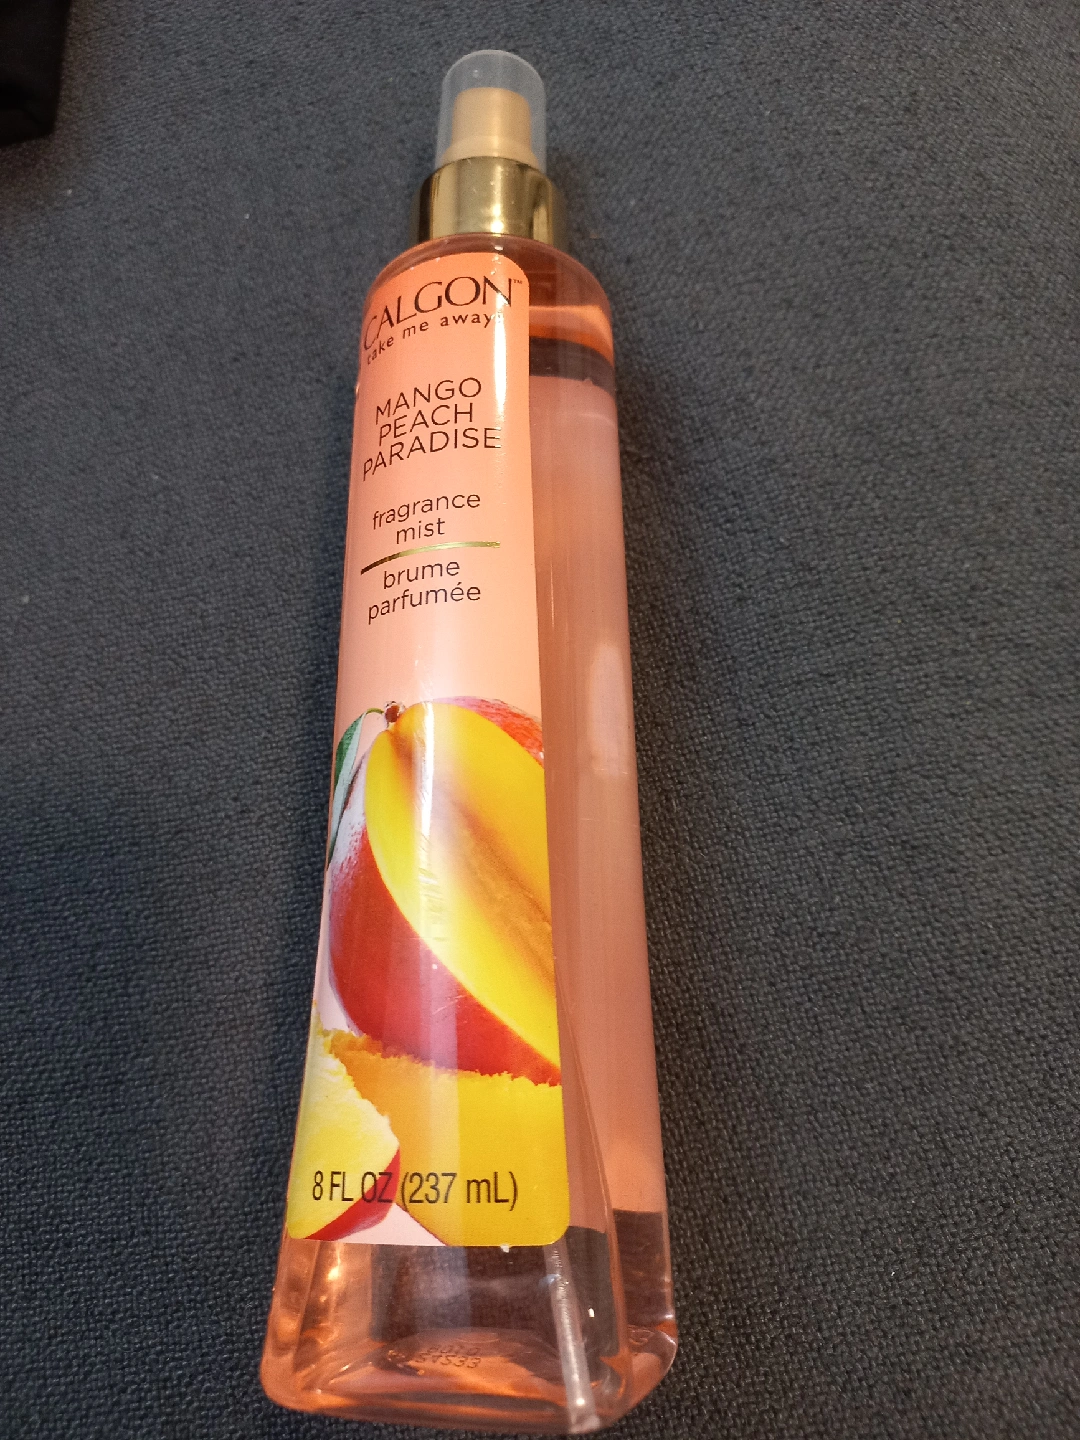 CALGON™
take me away!
MANGO
PEACH
PARADISE
fragrance
mist
brume
parfumée
8 FL OZ (237 mL)